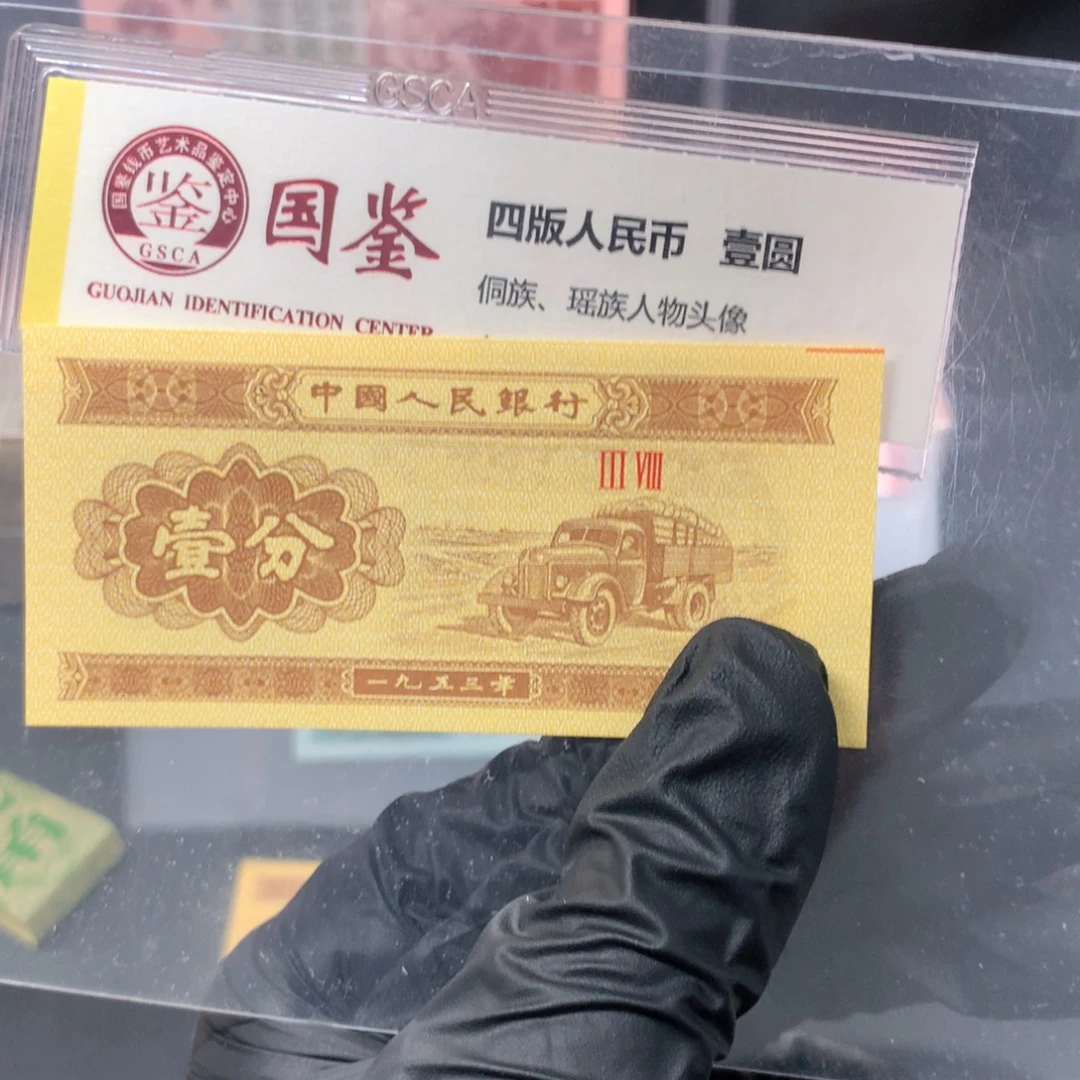 GSCA
国鉴钱币艺术品鉴定中心
鉴
GSCA
国鉴
GUOJIAN IDENTIFICATION CENTER
四版人民币 壹圆
侗族、瑶族人物头像
中國人民銀行
III VIII
壹分
一九五三年